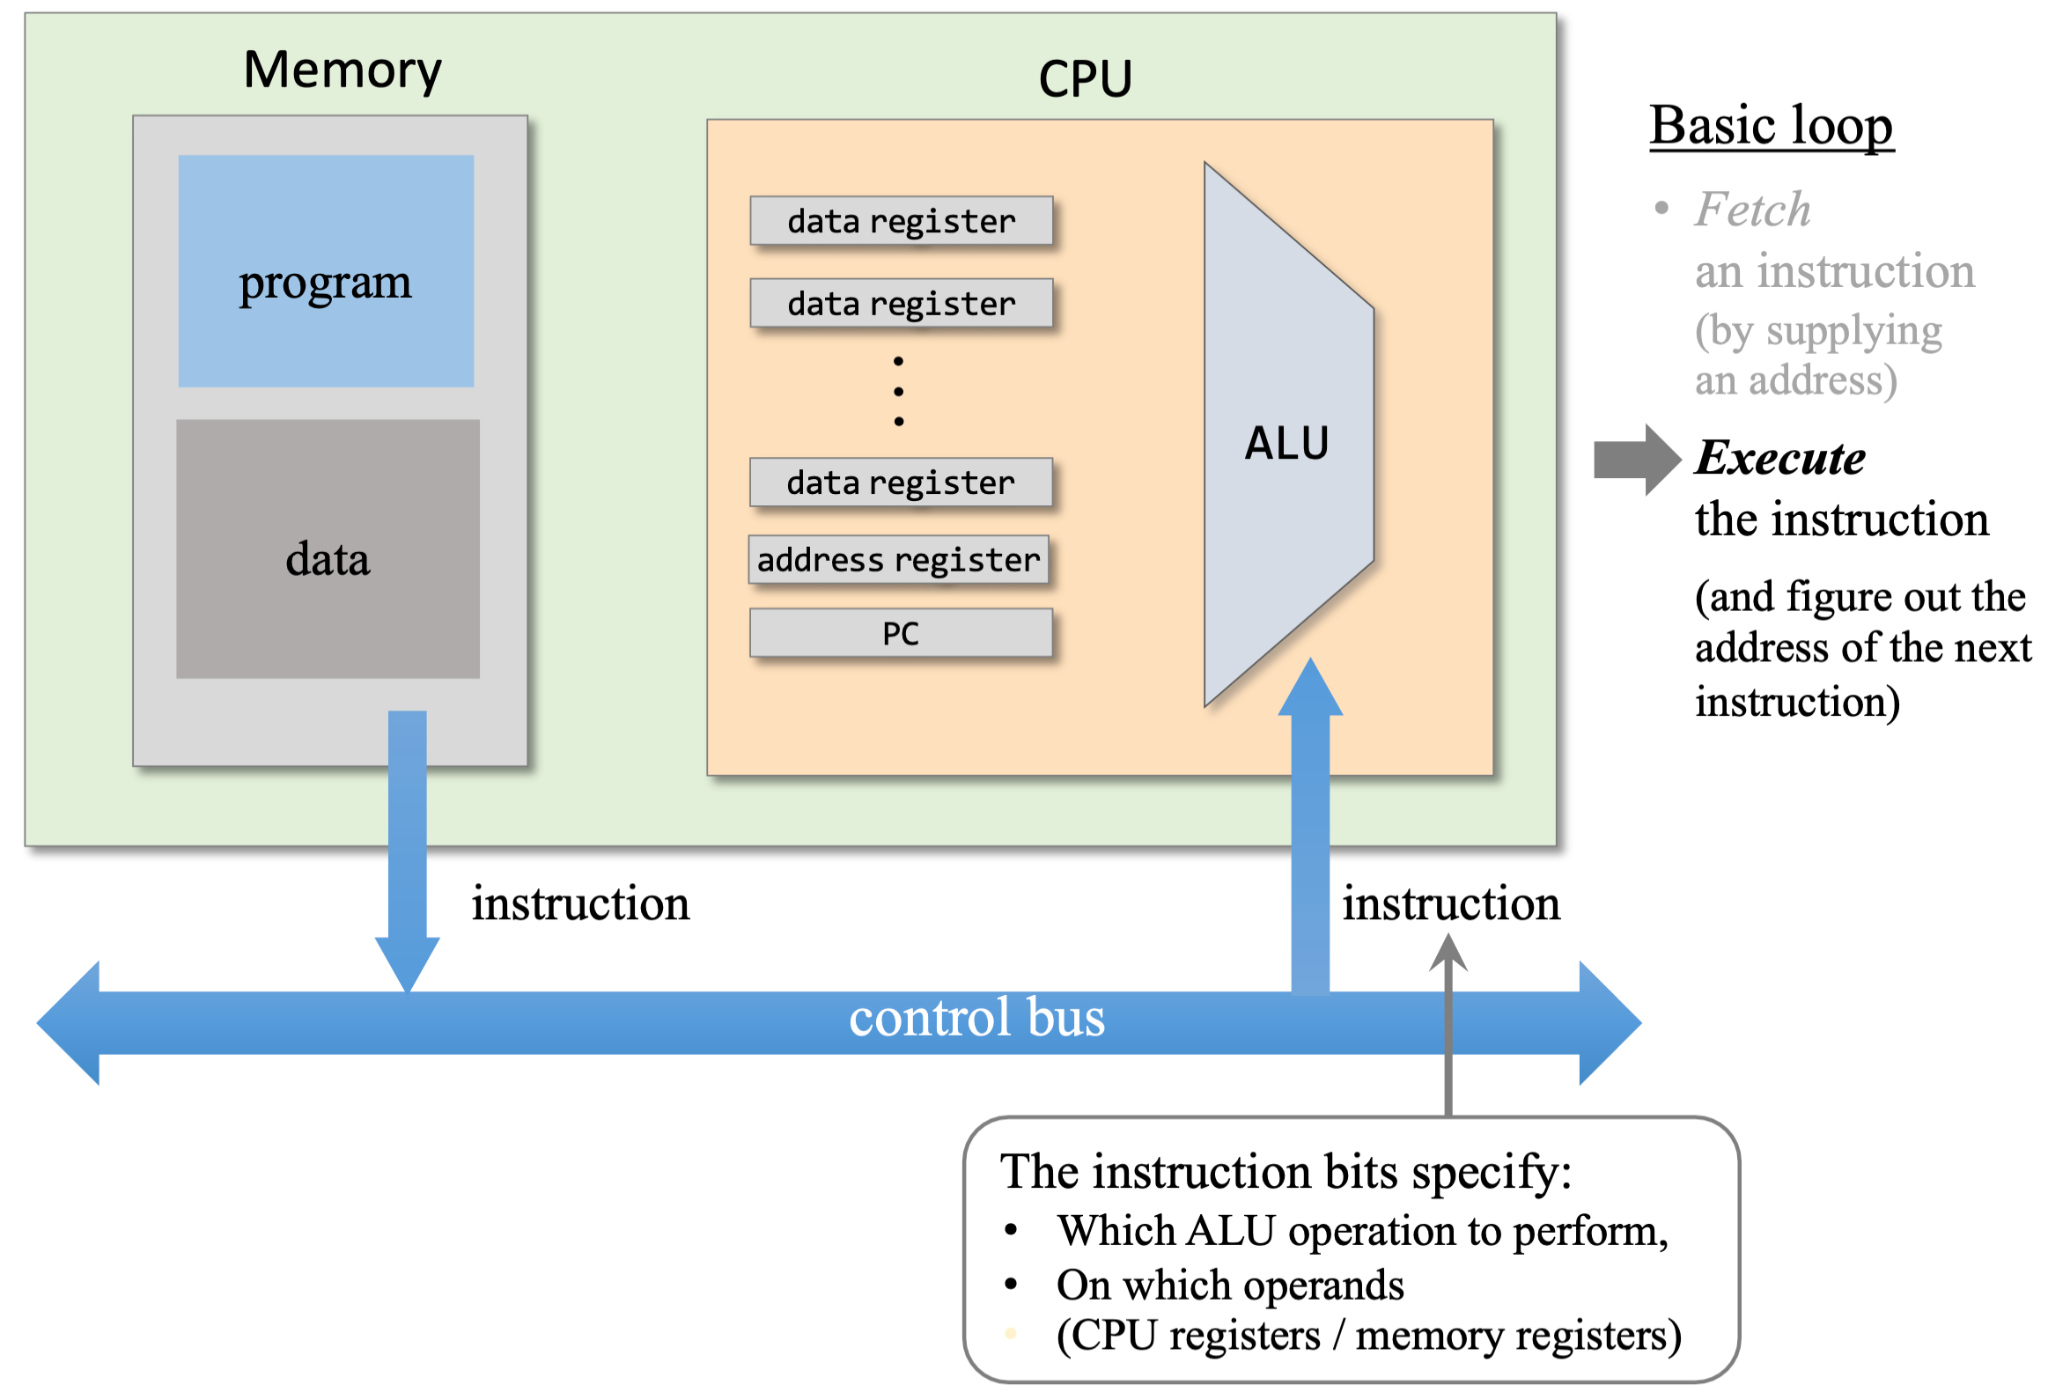 Memory
program
data
CPU
data register
data register
data register
address register
PC
ALU
Basic loop
• Fetch
an instruction
(by supplying
an address)
Execute
the instruction
(and figure out the
address of the next
instruction)
instruction
instruction
control bus
The instruction bits specify:
• Which ALU operation to perform,
• On which operands
• (CPU registers / memory registers)